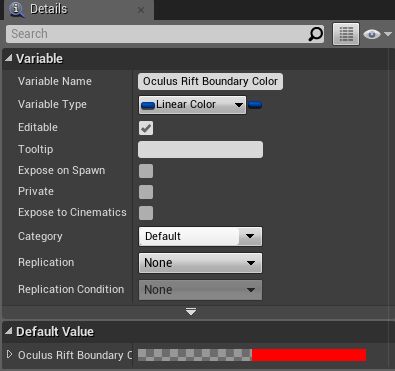 Details
Search
Variable
Variable Name Oculus Rift Boundary Color
Variable Type Linear Color
Editable
Tooltip
Expose on Spawn
Private
Expose to Cinematics
Category Default
Replication None
Replication Condition None
Default Value
Oculus Rift Boundary C